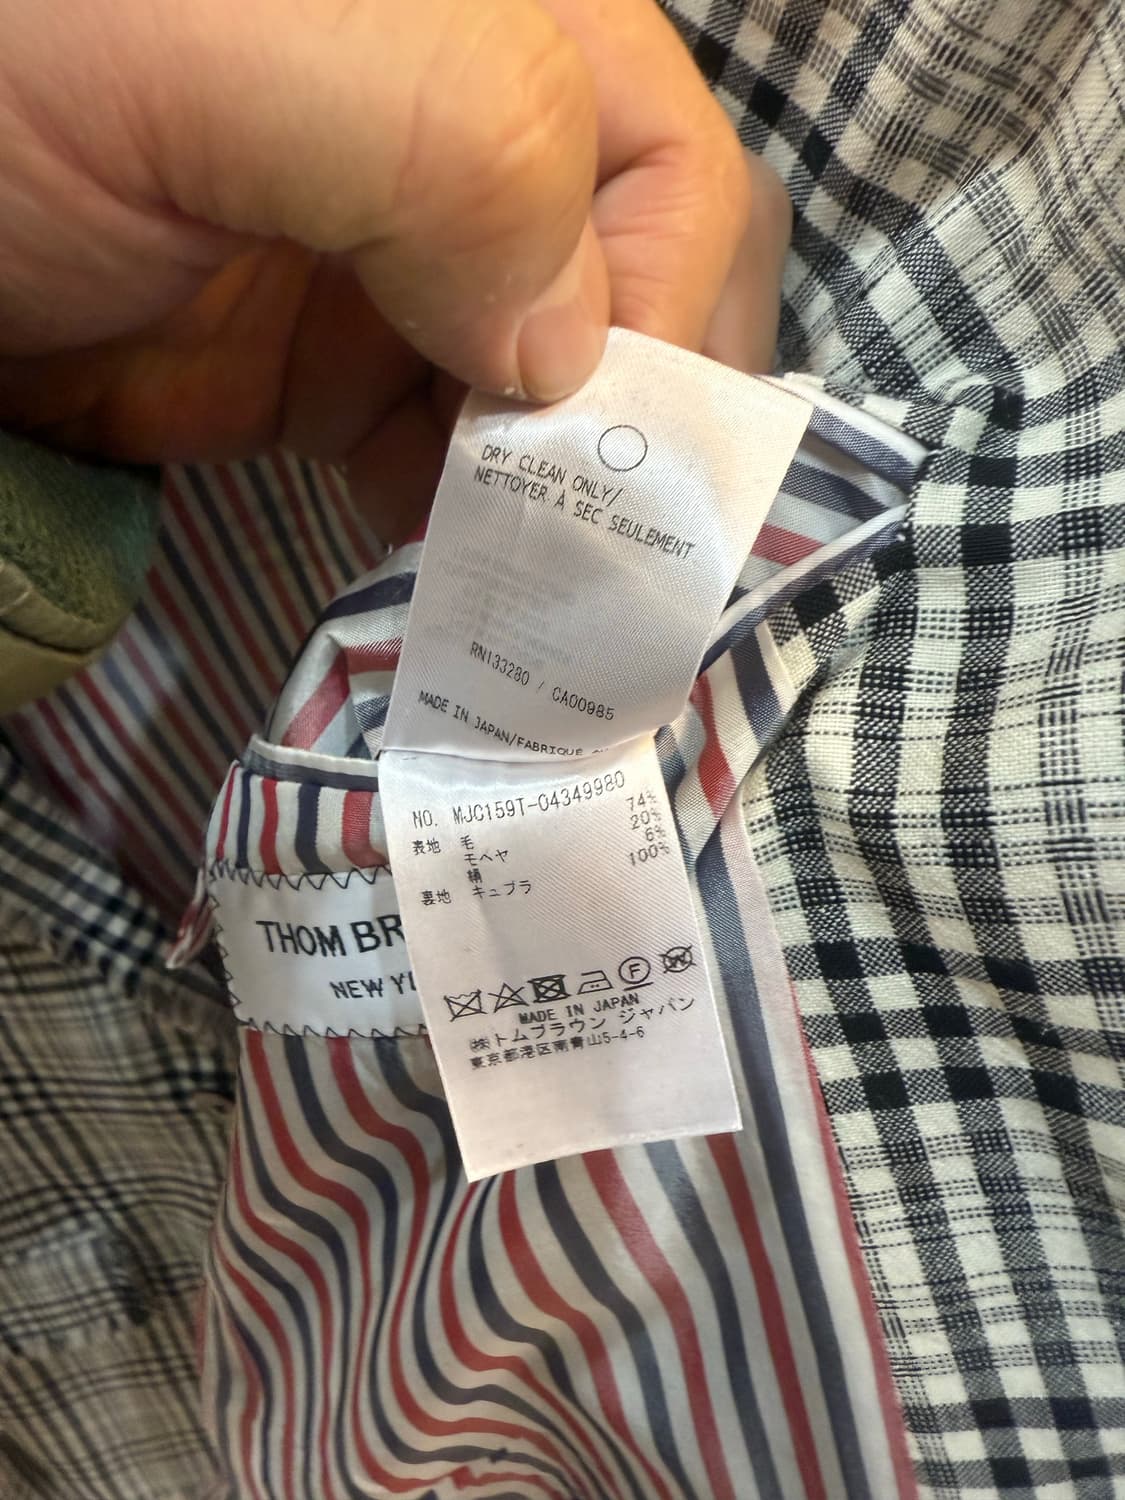 DRY CLEAN ONLY/
NETTOYER À SEC SEULEMENT
RN133280 / CA00985
MADE IN JAPAN/FABRIQUÉ
NO. MJC159T-04349980
表地 毛 74%
モヘヤ 20%
絹 6%
裏地 キュプラ 100%
F
W
MADE IN JAPAN
㈱トムブラウン ジャパン
東京都港区南青山5-4-6
THOM BR
NEW Y